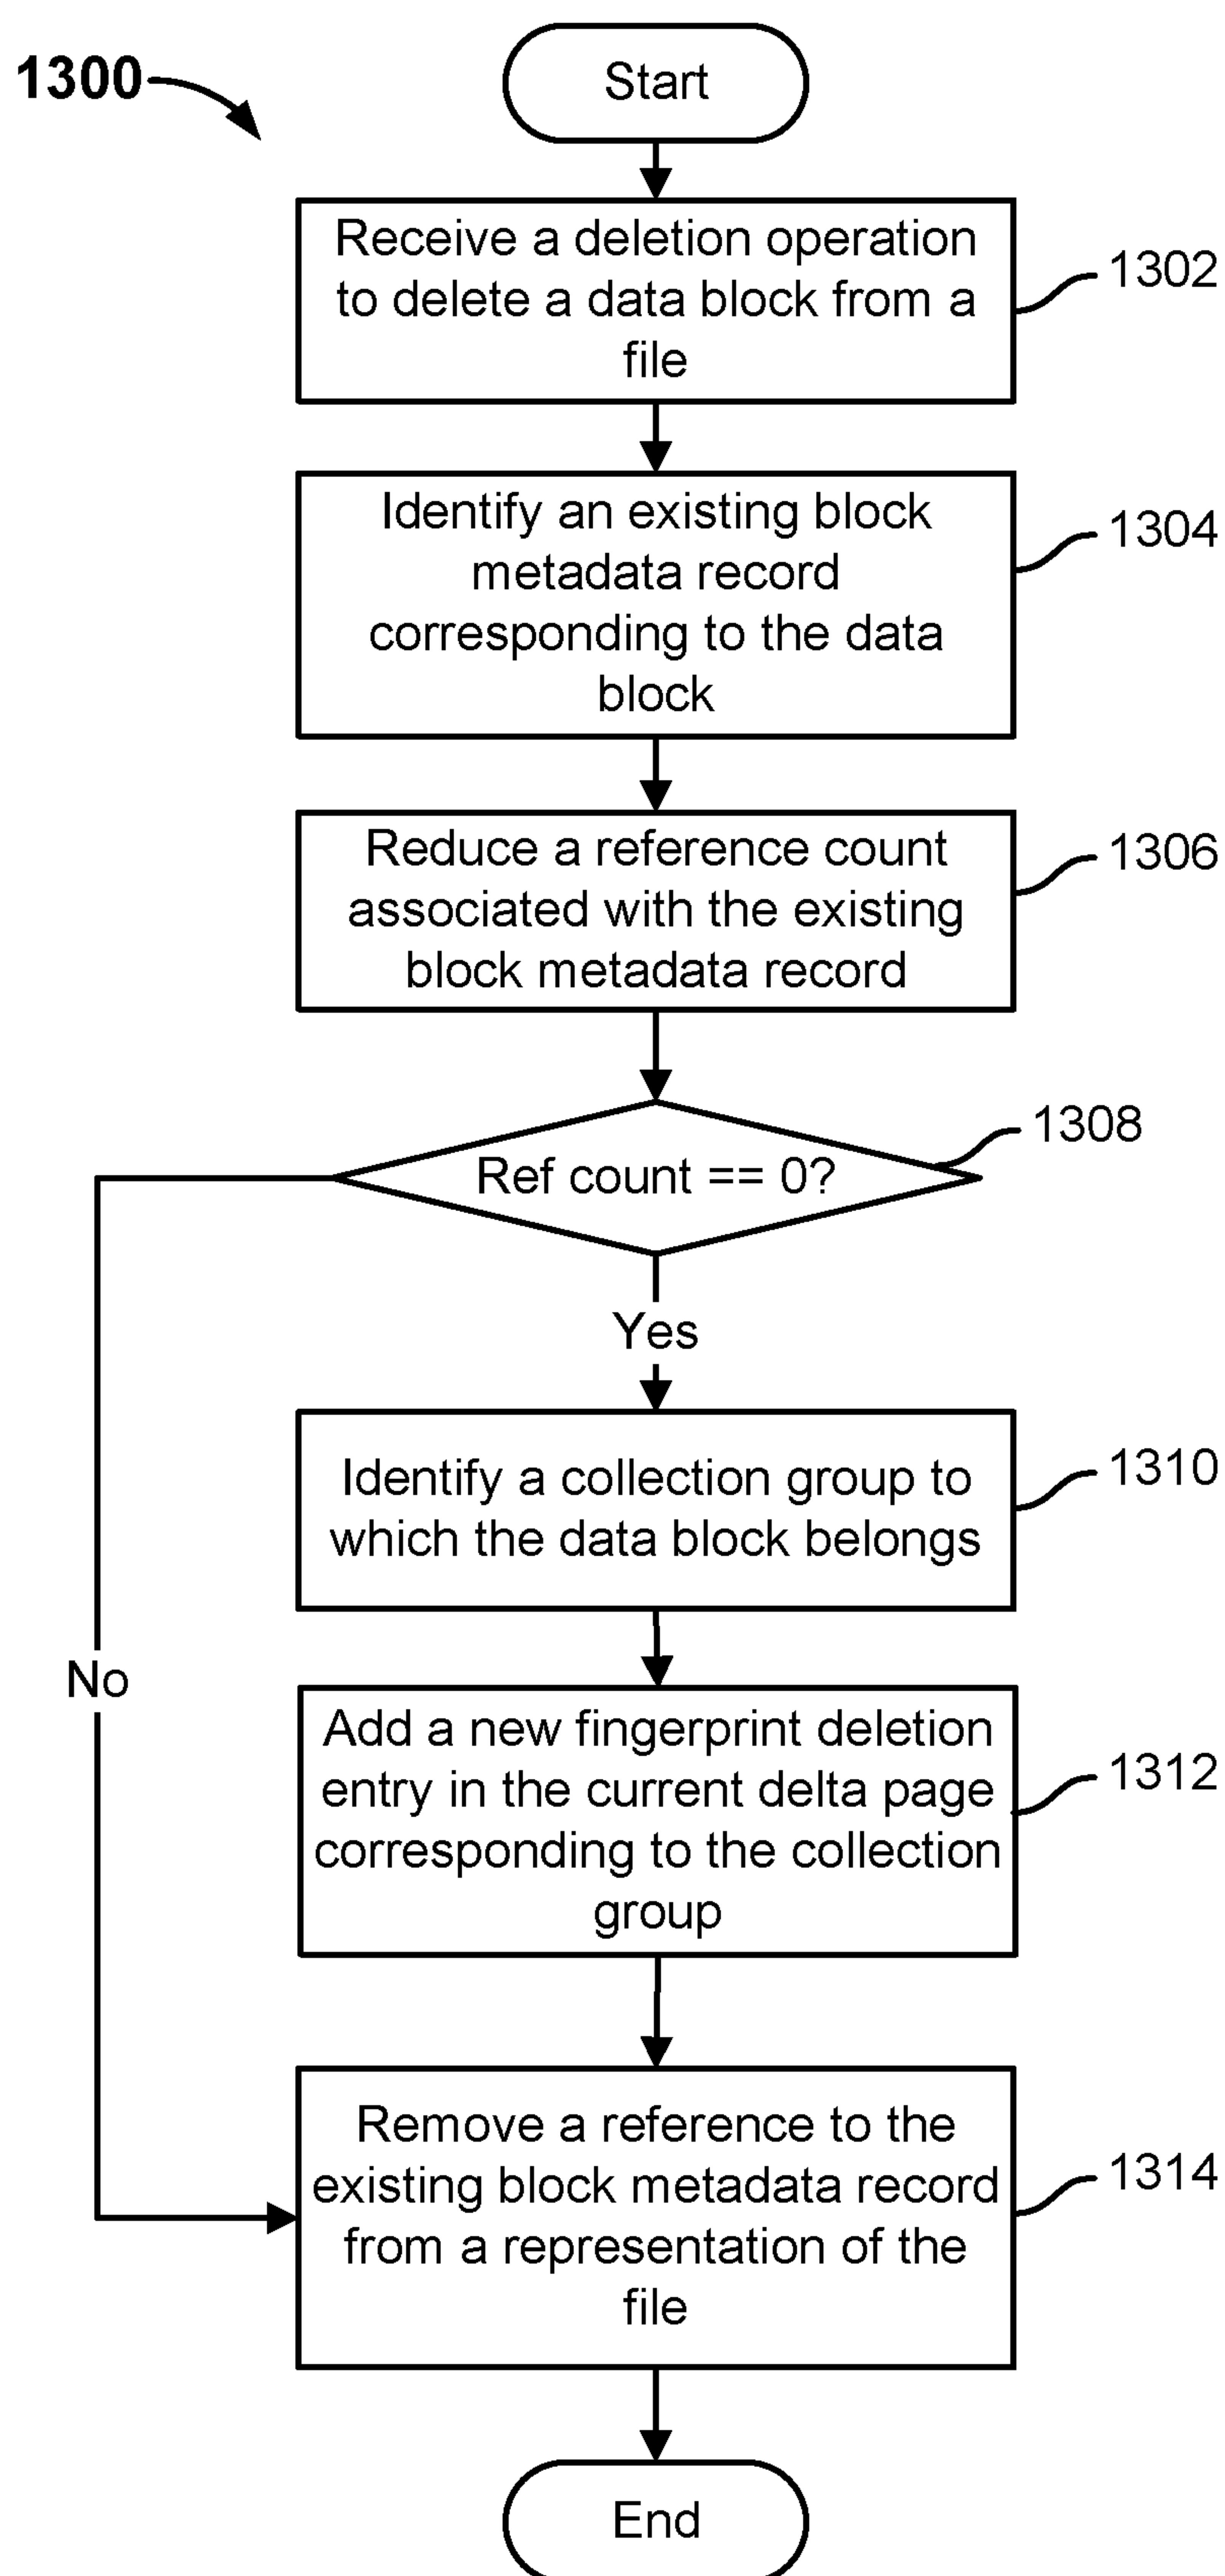 1300
Start
Receive a deletion operation
to delete a data block from a
file
1302
Identify an existing block
metadata record
corresponding to the data
block
1304
Reduce a reference count
associated with the existing
block metadata record
1306
Ref count == 0?
1308
Yes
Identify a collection group to
which the data block belongs
1310
No
Add a new fingerprint deletion
entry in the current delta page
corresponding to the collection
group
1312
Remove a reference to the
existing block metadata record
from a representation of the
file
1314
End